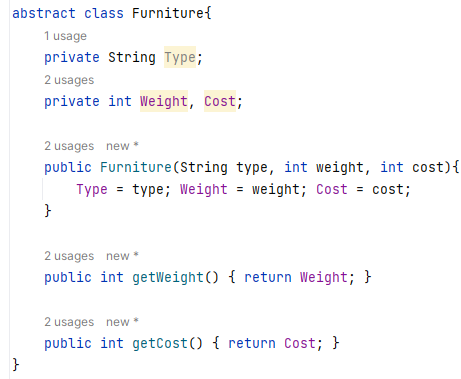 abstract class Furniture{
1 usage
private String Type;
2 usages
private int Weight, Cost;
2 usages new *
public Furniture(String type, int weight, int cost){
Type = type; Weight = weight; Cost = cost;
}
2 usages new *
public int getWeight() { return Weight; }
2 usages new *
public int getCost() { return Cost; }
}